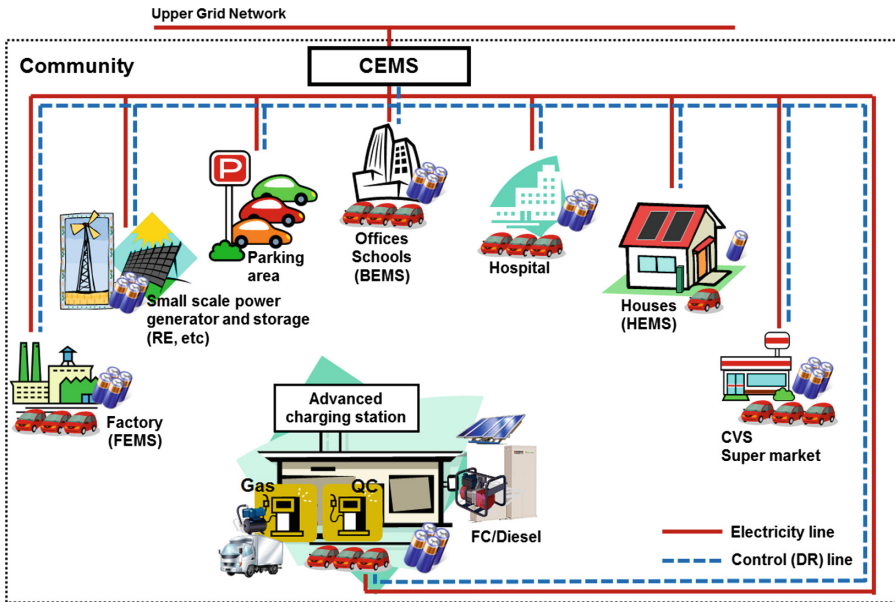 Upper Grid Network
Community
CEMS
P
Parking
area
Offices
Schools
(BEMS)
Hospital
Houses
(HEMS)
Small scale power
generator and storage
(RE, etc)
Factory
(FEMS)
CVS
Super market
Advanced
charging station
Gas
QC
FC/Diesel
Electricity line
Control (DR) line